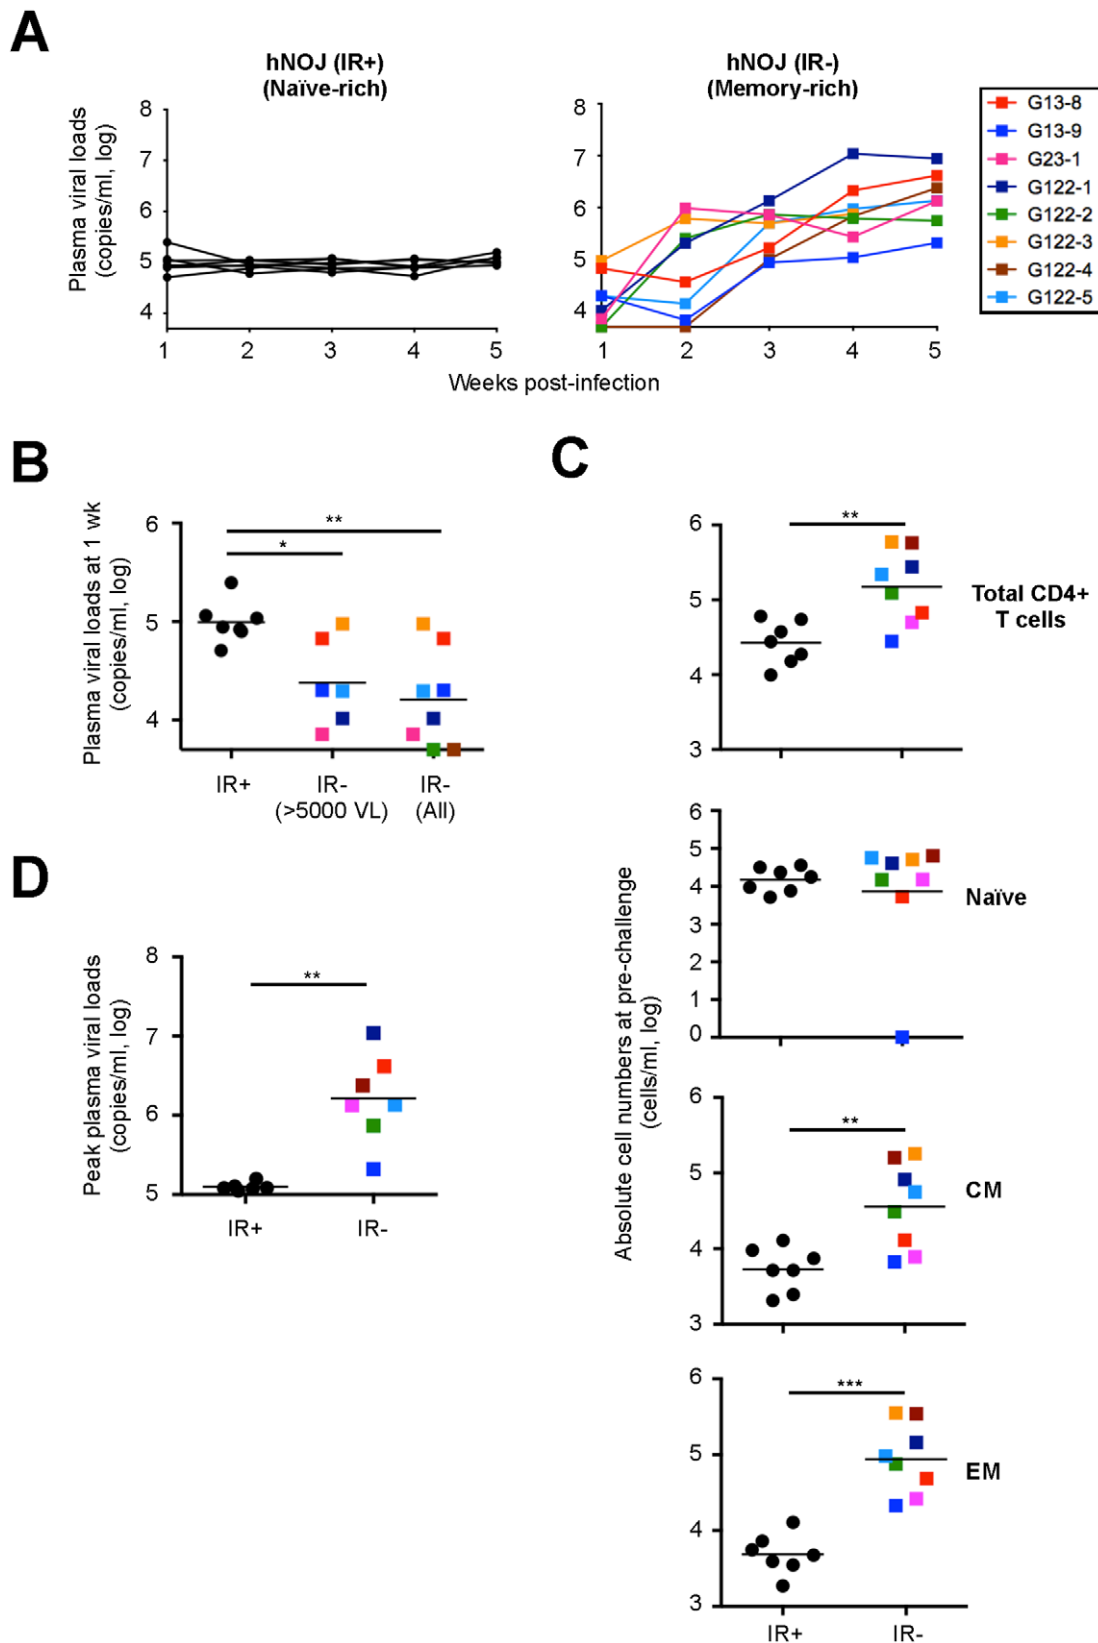 A
hNOJ (IR+)
(Naïve-rich)
hNOJ (IR-)
(Memory-rich)
Plasma viral loads
(copies/ml, log)
8
7
6
5
4
1 2 3 4 5
8
7
6
5
4
1 2 3 4 5
Weeks post-infection
G13-8
G13-9
G23-1
G122-1
G122-2
G122-3
G122-4
G122-5
B
Plasma viral loads at 1 wk
(copies/ml, log)
6
5
4
**
*
IR+
IR-
(>5000 VL)
IR-
(All)
C
Absolute cell numbers at pre-challenge
(cells/ml, log)
6
5
4
3
**
Total CD4+
T cells
6
5
4
3
2
1
0
Naïve
6
5
4
3
**
CM
6
5
4
3
***
EM
IR+ IR-
D
Peak plasma viral loads
(copies/ml, log)
8
7
6
5
**
IR+ IR-